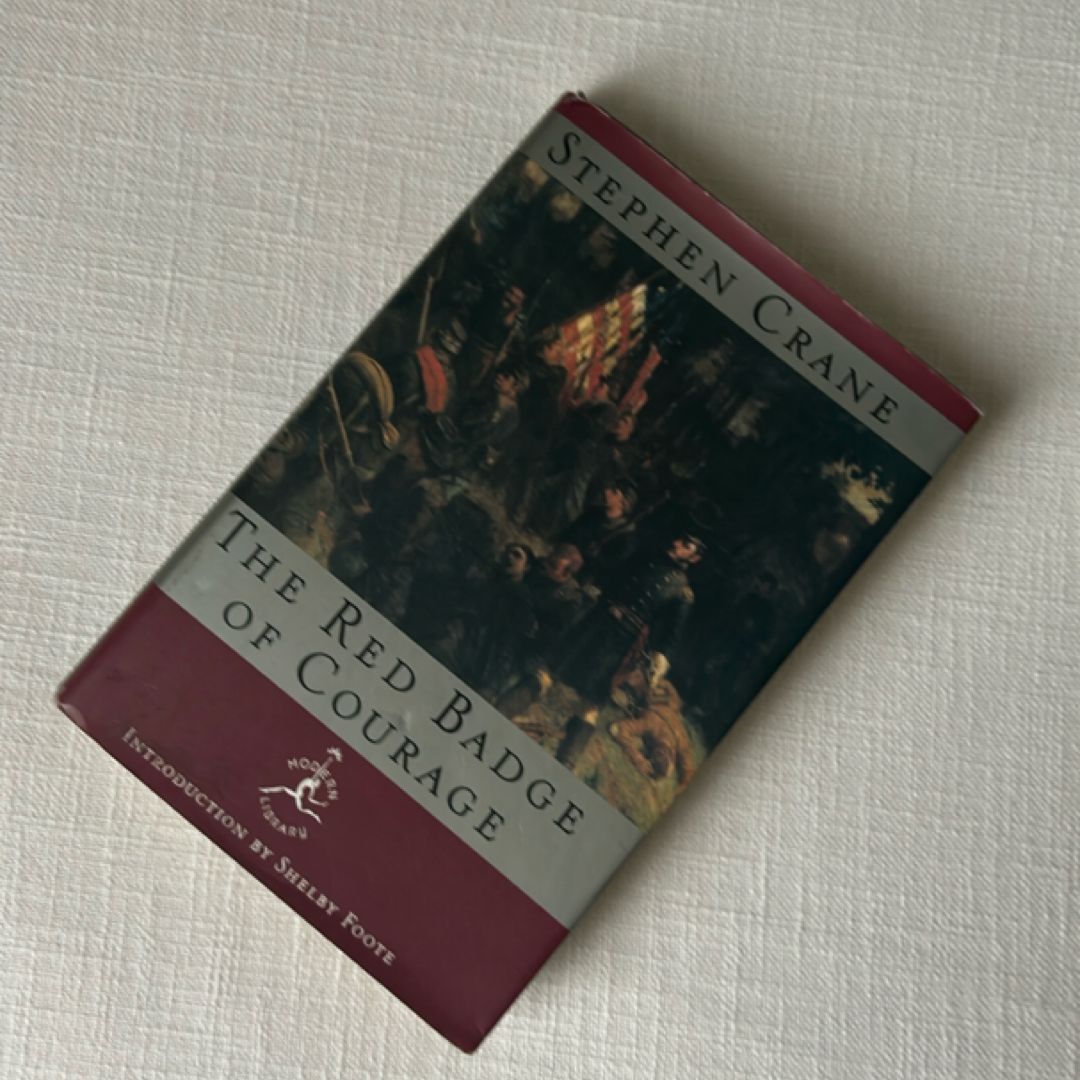 STEPHEN CRANE
THE RED BADGE
OF COURAGE
MODERN
LIBRARY
INTRODUCTION BY SHELBY FOOTE